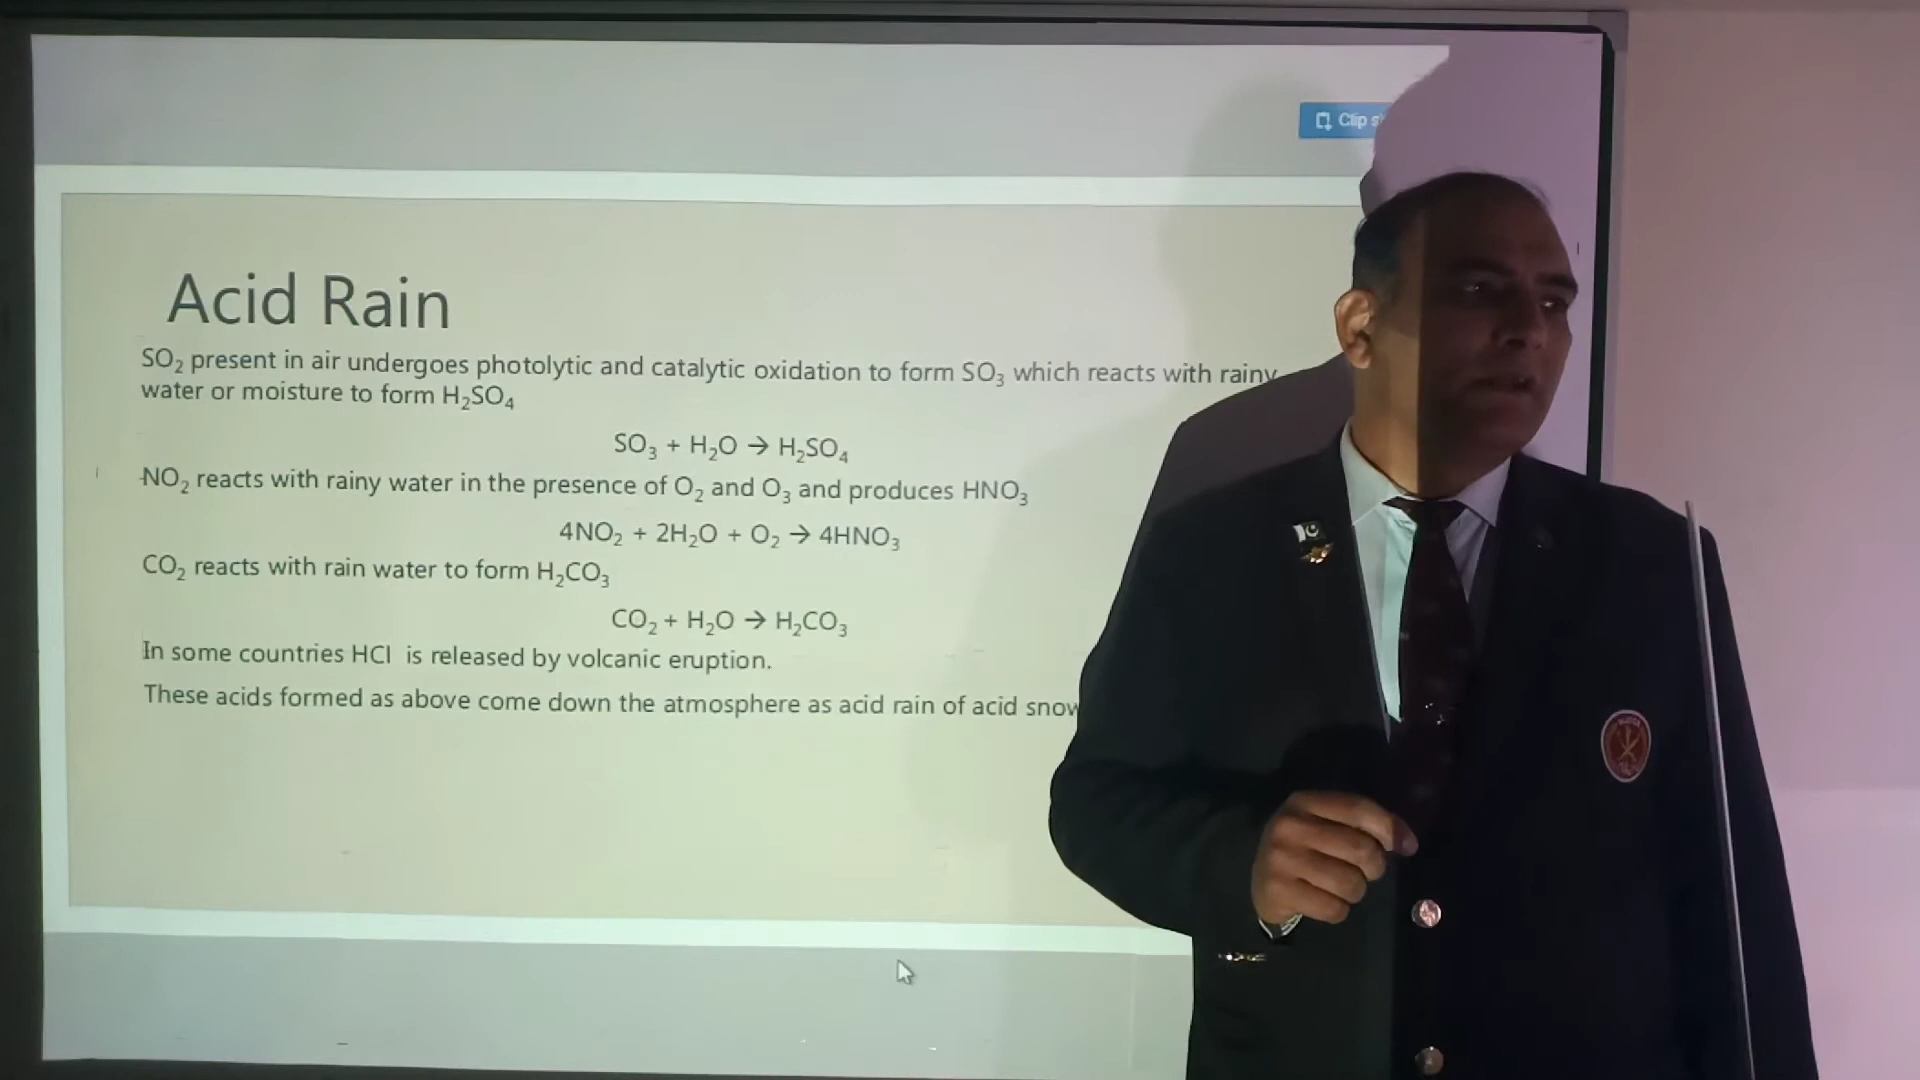 Clip
Acid Rain
SO₂ present in air undergoes photolytic and catalytic oxidation to form SO₃ which reacts with rainy
water or moisture to form H₂SO₄
SO₃ + H₂O → H₂SO₄
NO₂ reacts with rainy water in the presence of O₂ and O₃ and produces HNO₃
4NO₂ + 2H₂O + O₂ → 4HNO₃
CO₂ reacts with rain water to form H₂CO₃
CO₂ + H₂O → H₂CO₃
In some countries HCl is released by volcanic eruption.
These acids formed as above come down the atmosphere as acid rain of acid snow